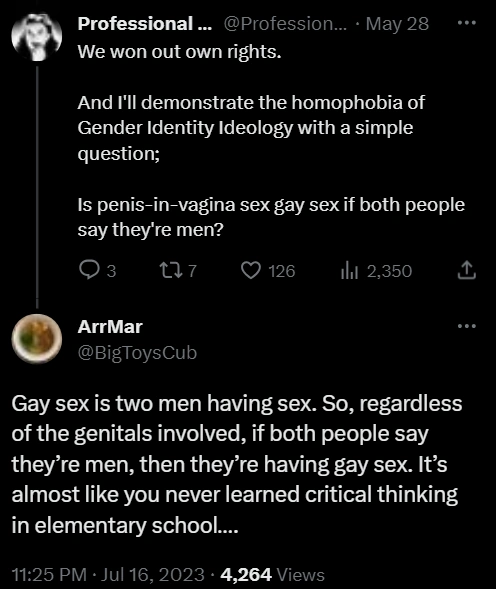 Professional ... @Profession... · May 28 ...
We won out own rights.
And I'll demonstrate the homophobia of
Gender Identity Ideology with a simple
question;
Is penis-in-vagina sex gay sex if both people
say they're men?
3 7 126 2,350
ArrMar ...
@BigToysCub
Gay sex is two men having sex. So, regardless
of the genitals involved, if both people say
they’re men, then they’re having gay sex. It’s
almost like you never learned critical thinking
in elementary school....
11:25 PM · Jul 16, 2023 · 4,264 Views